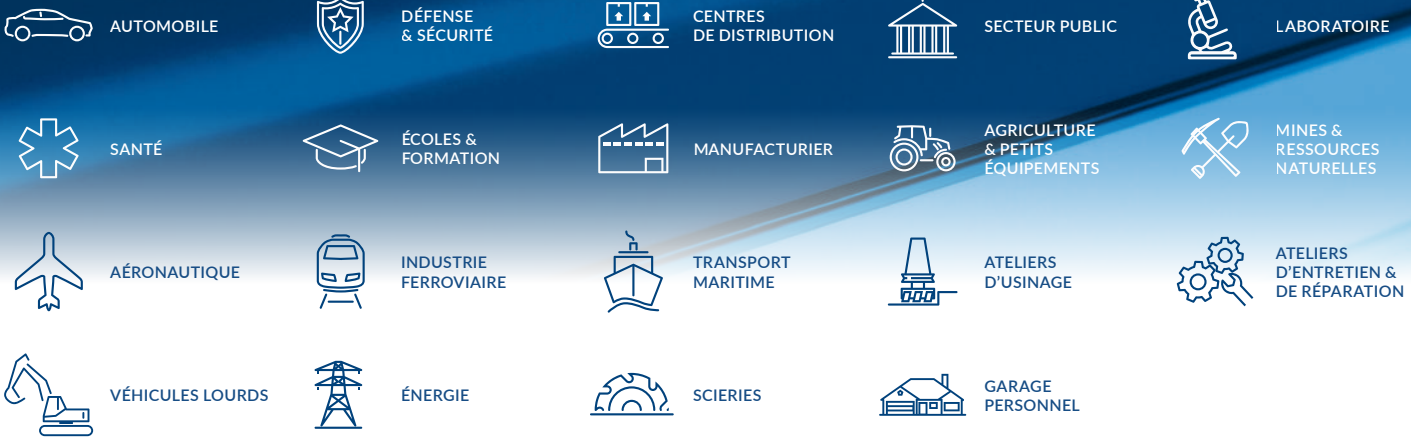 AUTOMOBILE
DÉFENSE
& SÉCURITÉ
CENTRES
DE DISTRIBUTION
SECTEUR PUBLIC
LABORATOIRE
SANTÉ
ÉCOLES &
FORMATION
MANUFACTURIER
AGRICULTURE
& PETITS
ÉQUIPEMENTS
MINES &
RESSOURCES
NATURELLES
AÉRONAUTIQUE
INDUSTRIE
FERROVIAIRE
TRANSPORT
MARITIME
ATELIERS
D’USINAGE
ATELIERS
D’ENTRETIEN &
DE RÉPARATION
VÉHICULES LOURDS
ÉNERGIE
SCIERIES
GARAGE
PERSONNEL